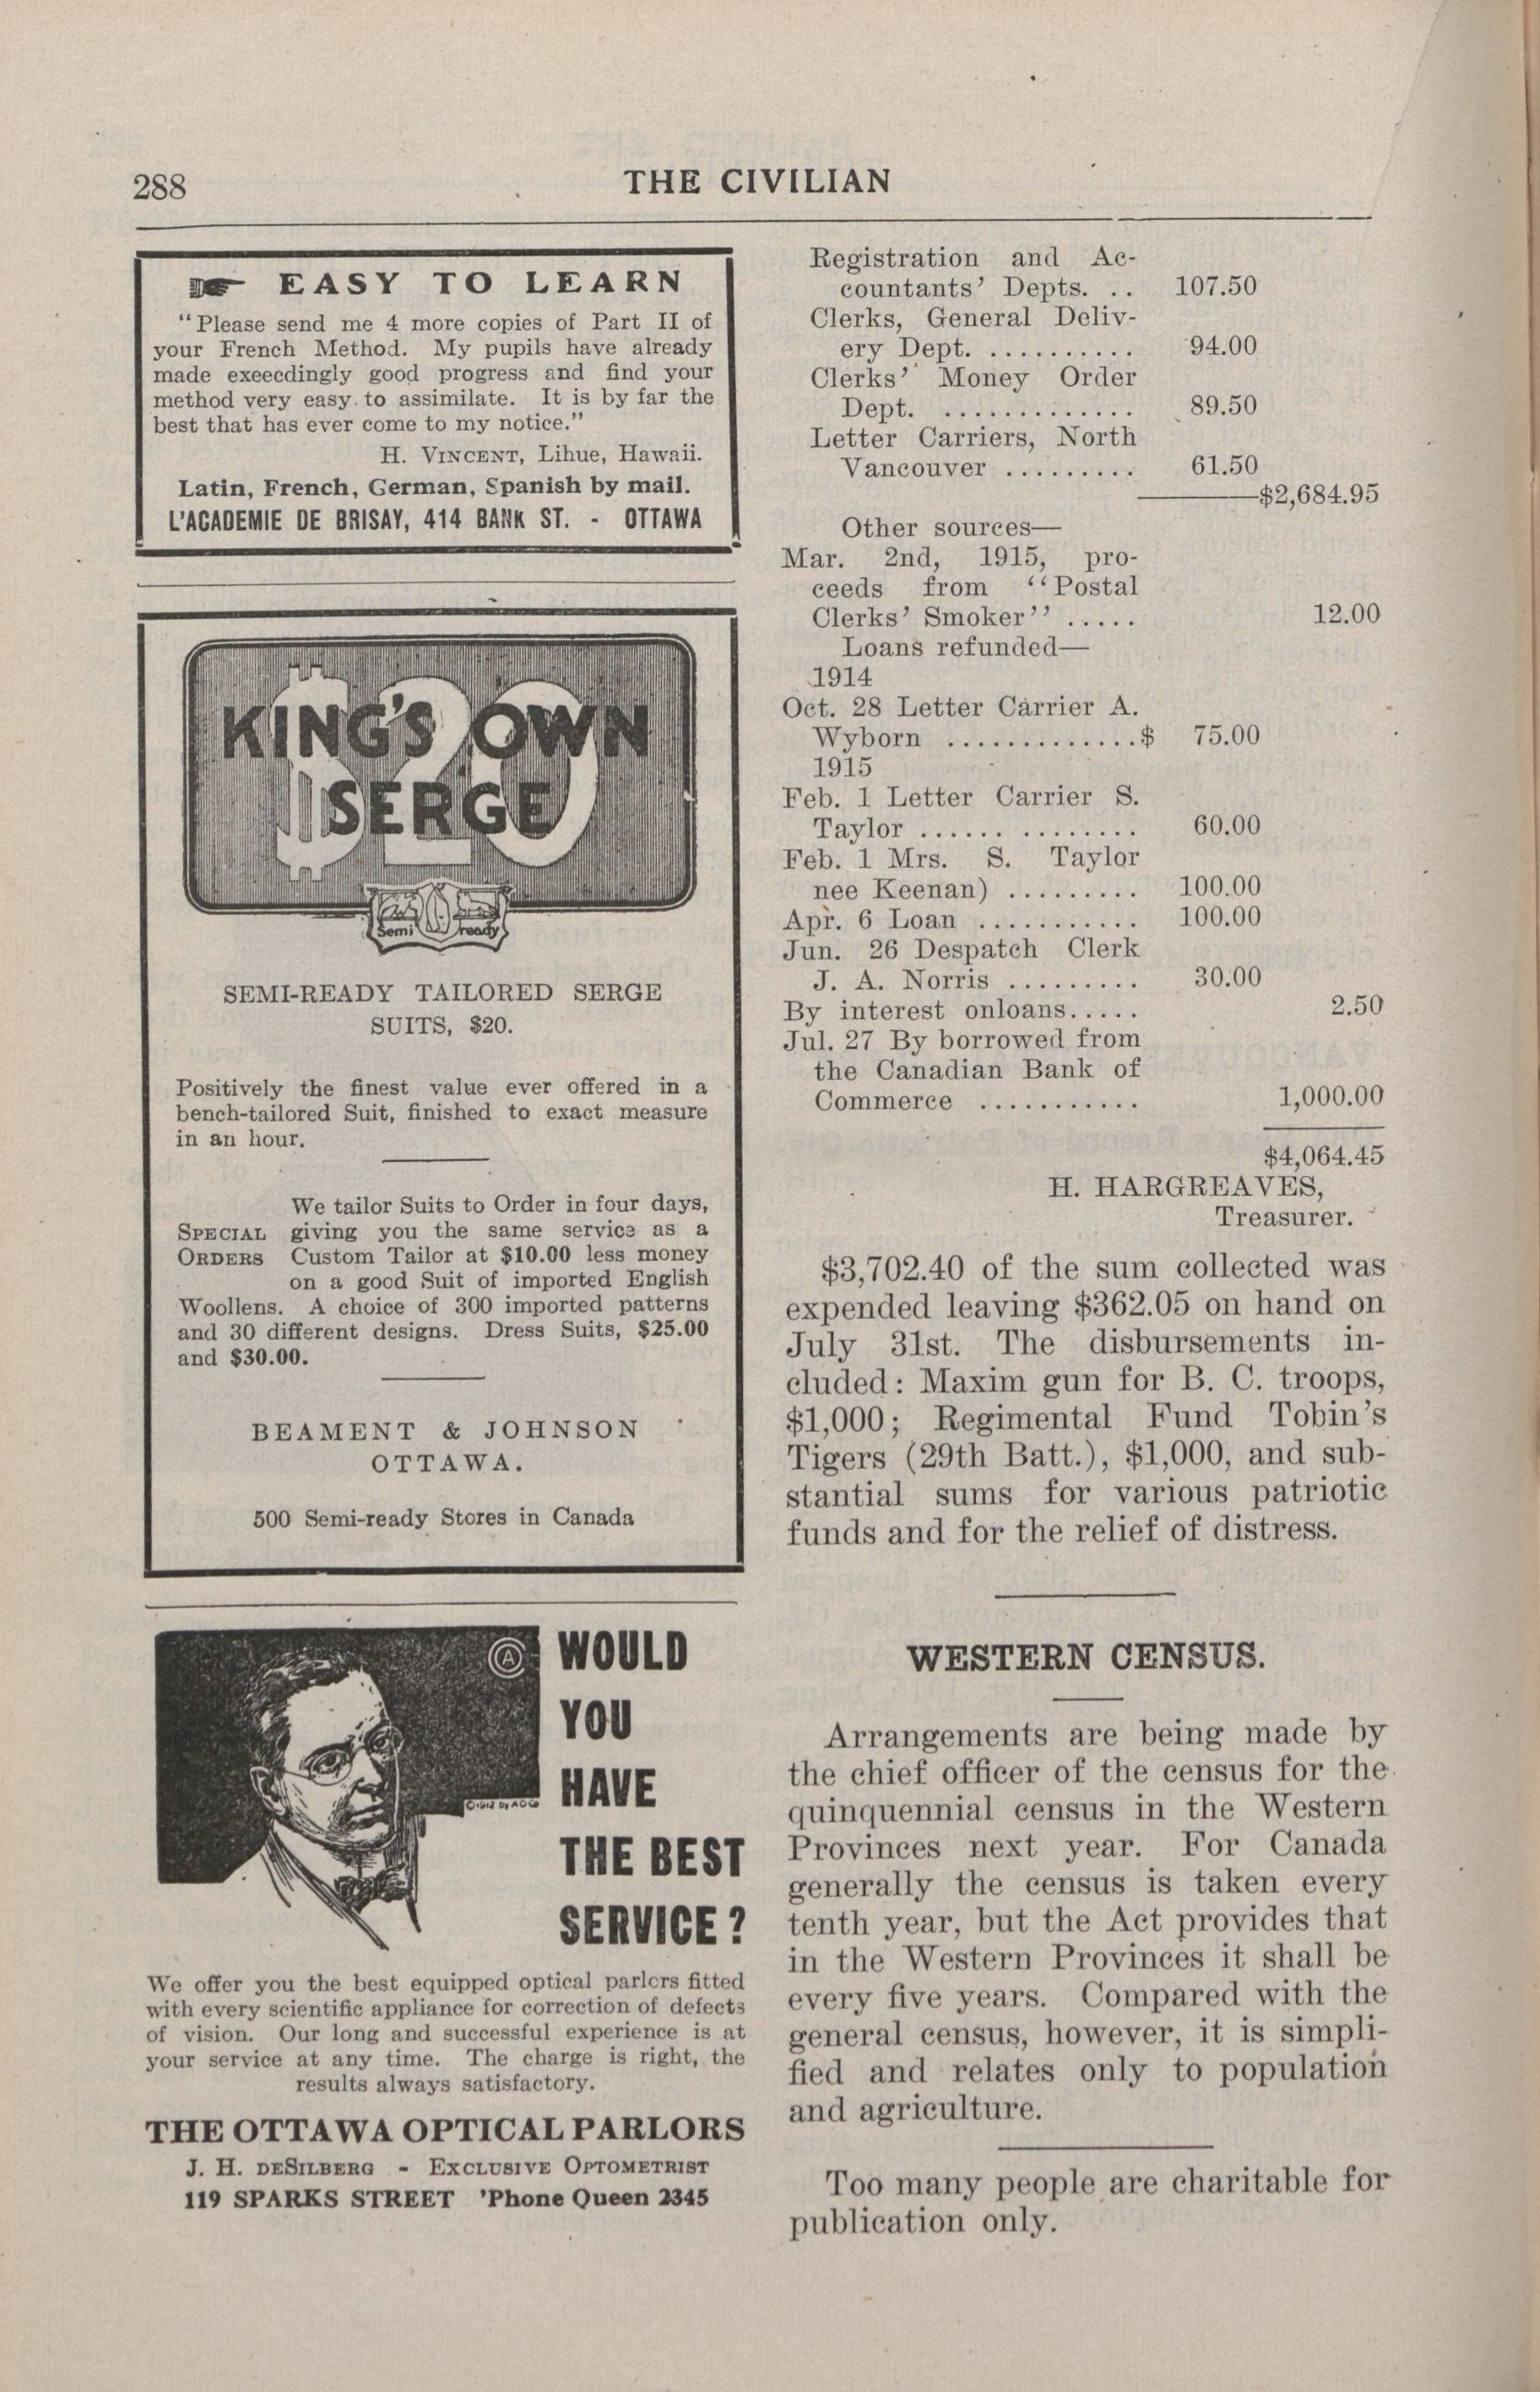 288
THE CIVILIAN
EASY TO LEARN
"Please send me 4 more copies of Part II of
your French Method. My pupils have already
made exeecdingly good progress and find your
method very easy to assimilate. It is by far the
best that has ever come to my notice."
H. VINCENT, Lihue, Hawaii.
Latin, French, German, Spanish by mail.
L'ACADEMIE DE BRISAY, 414 BANK ST. - OTTAWA
$20
KING'S OWN
SERGE
Semi ready
SEMI-READY TAILORED SERGE
SUITS, $20.
Positively the finest value ever offered in a
bench-tailored Suit, finished to exact measure
in an hour.
We tailor Suits to Order in four days,
SPECIAL giving you the same service as a
ORDERS Custom Tailor at $10.00 less money
on a good Suit of imported English
Woollens. A choice of 300 imported patterns
and 30 different designs. Dress Suits, $25.00
and $30.00.
BEAMENT & JOHNSON
OTTAWA.
500 Semi-ready Stores in Canada
A
©1912 by AOCo
WOULD
YOU
HAVE
THE BEST
SERVICE?
We offer you the best equipped optical parlors fitted
with every scientific appliance for correction of defects
of vision. Our long and successful experience is at
your service at any time. The charge is right, the
results always satisfactory.
THE OTTAWA OPTICAL PARLORS
J. H. DESILBERG - EXCLUSIVE OPTOMETRIST
119 SPARKS STREET 'Phone Queen 2345
Registration and Ac-
countants' Depts. .. 107.50
Clerks, General Deliv-
ery Dept. .......... 94.00
Clerks' Money Order
Dept. ............. 89.50
Letter Carriers, North
Vancouver ......... 61.50
$2,684.95
Other sources—
Mar. 2nd, 1915, pro-
ceeds from "Postal
Clerks' Smoker" ..... 12.00
Loans refunded—
1914
Oct. 28 Letter Carrier A.
Wyborn .............$ 75.00
1915
Feb. 1 Letter Carrier S.
Taylor ...... ........ 60.00
Feb. 1 Mrs. S. Taylor
nee Keenan) ......... 100.00
Apr. 6 Loan ........... 100.00
Jun. 26 Despatch Clerk
J. A. Norris ......... 30.00
By interest onloans..... 2.50
Jul. 27 By borrowed from
the Canadian Bank of
Commerce ........... 1,000.00
$4,064.45
H. HARGREAVES,
Treasurer.
$3,702.40 of the sum collected was
expended leaving $362.05 on hand on
July 31st. The disbursements in-
cluded: Maxim gun for B. C. troops,
$1,000; Regimental Fund Tobin's
Tigers (29th Batt.), $1,000, and sub-
stantial sums for various patriotic
funds and for the relief of distress.
WESTERN CENSUS.
Arrangements are being made by
the chief officer of the census for the
quinquennial census in the Western
Provinces next year. For Canada
generally the census is taken every
tenth year, but the Act provides that
in the Western Provinces it shall be
every five years. Compared with the
general census, however, it is simpli-
fied and relates only to population
and agriculture.
Too many people are charitable for
publication only.